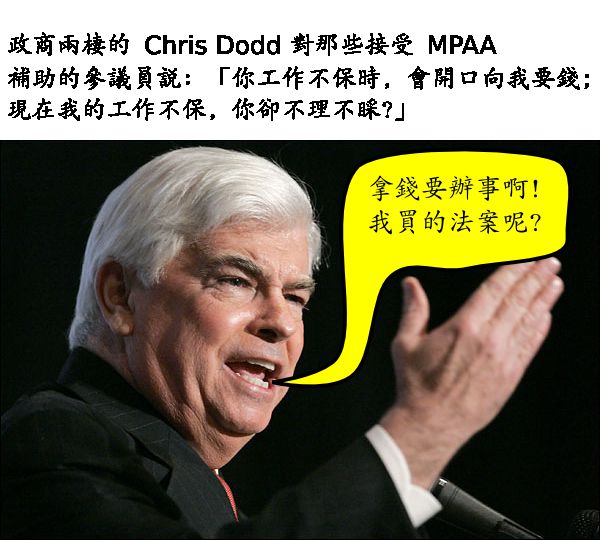 政商兩棲的 Chris Dodd 對那些接受 MPAA
補助的參議員説：「你工作不保時，會開口向我要錢；
現在我的工作不保，你卻不理不睬?」
拿錢要辦事啊!
我買的法案呢?